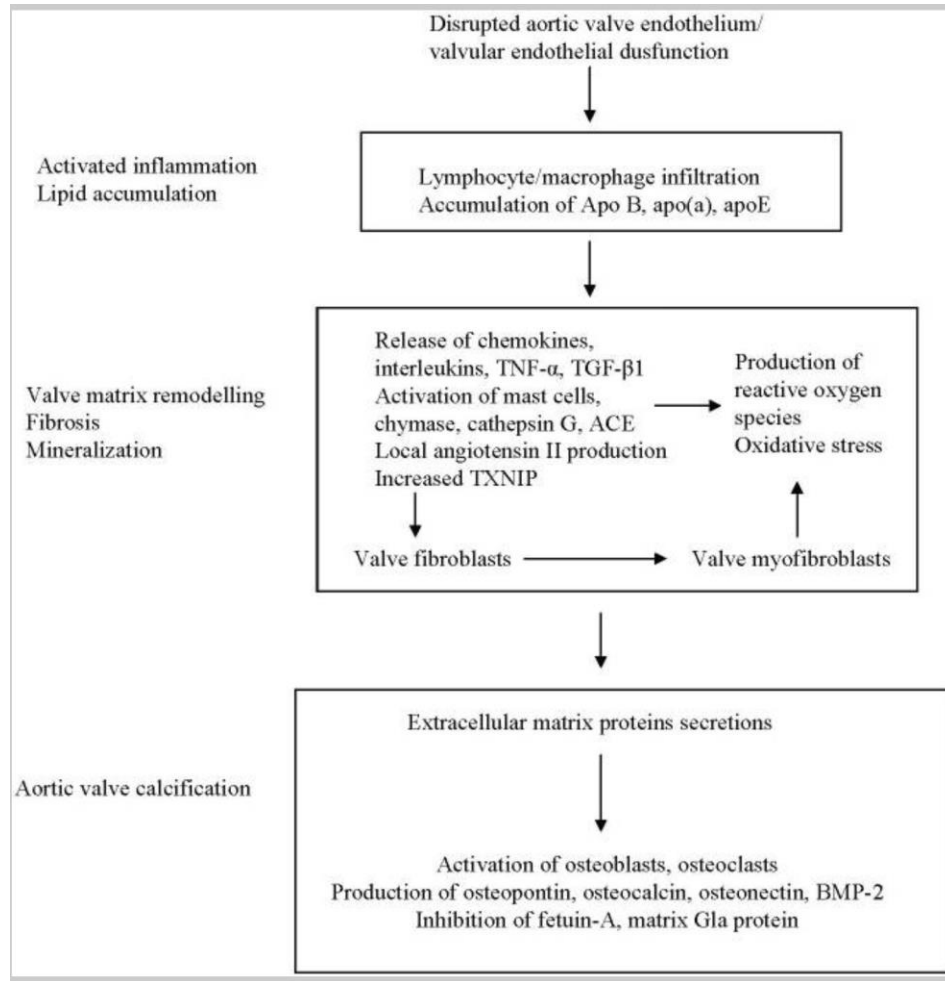 Disrupted aortic valve endothelium/
valvular endothelial dusfunction
Activated inflammation
Lipid accumulation
Lymphocyte/macrophage infiltration
Accumulation of Apo B, apo(a), apoE
Valve matrix remodelling
Fibrosis
Mineralization
Release of chemokines,
interleukins, TNF-α, TGF-β1
Activation of mast cells,
chymase, cathepsin G, ACE
Local angiotensin II production
Increased TXNIP
Production of
reactive oxygen
species
Oxidative stress
Valve fibroblasts
Valve myofibroblasts
Aortic valve calcification
Extracellular matrix proteins secretions
Activation of osteoblasts, osteoclasts
Production of osteopontin, osteocalcin, osteonectin, BMP-2
Inhibition of fetuin-A, matrix Gla protein